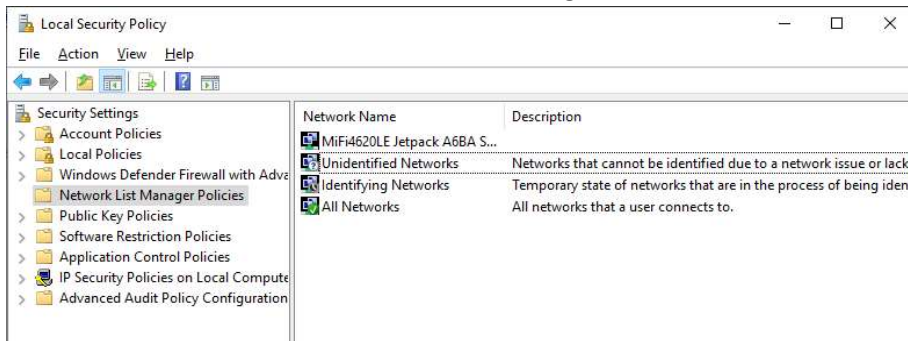 Local Security Policy
File Action View Help
Security Settings
Account Policies
Local Policies
Windows Defender Firewall with Adva
Network List Manager Policies
Public Key Policies
Software Restriction Policies
Application Control Policies
IP Security Policies on Local Compute
Advanced Audit Policy Configuration
Network Name Description
MiFi4620LE Jetpack A6BA S...
Unidentified Networks Networks that cannot be identified due to a network issue or lack
Identifying Networks Temporary state of networks that are in the process of being iden
All Networks All networks that a user connects to.